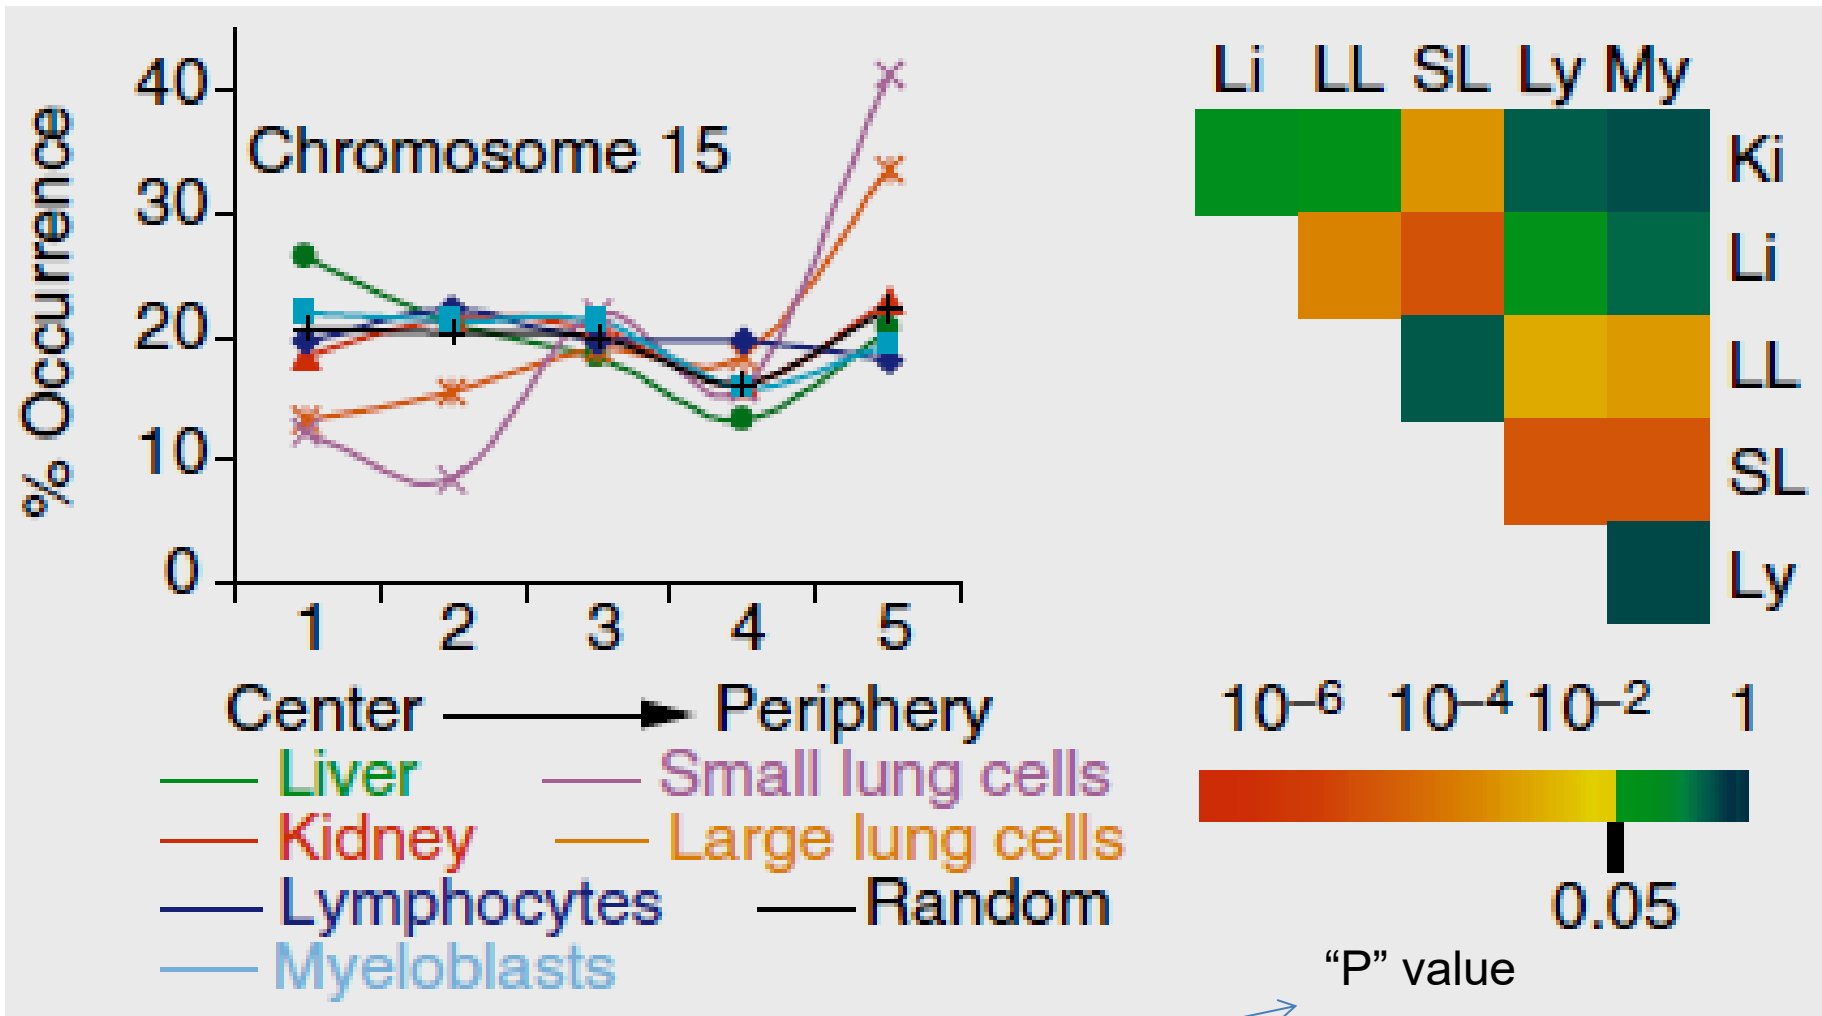 % Occurrence
40
30
20
10
0
Chromosome 15
1 2 3 4 5
Center Periphery
Liver Small lung cells
Kidney Large lung cells
Lymphocytes Random
Myeloblasts
Li LL SL Ly My
Ki
Li
LL
SL
Ly
10⁻⁶ 10⁻⁴ 10⁻² 1
0.05
“P” value